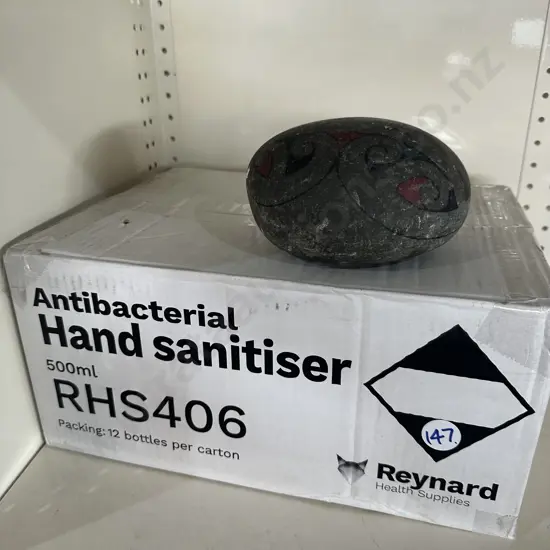 Antibacterial
Hand sanitiser
500ml
RHS406
Packing: 12 bottles per carton
147.
Reynard
Health Supplies